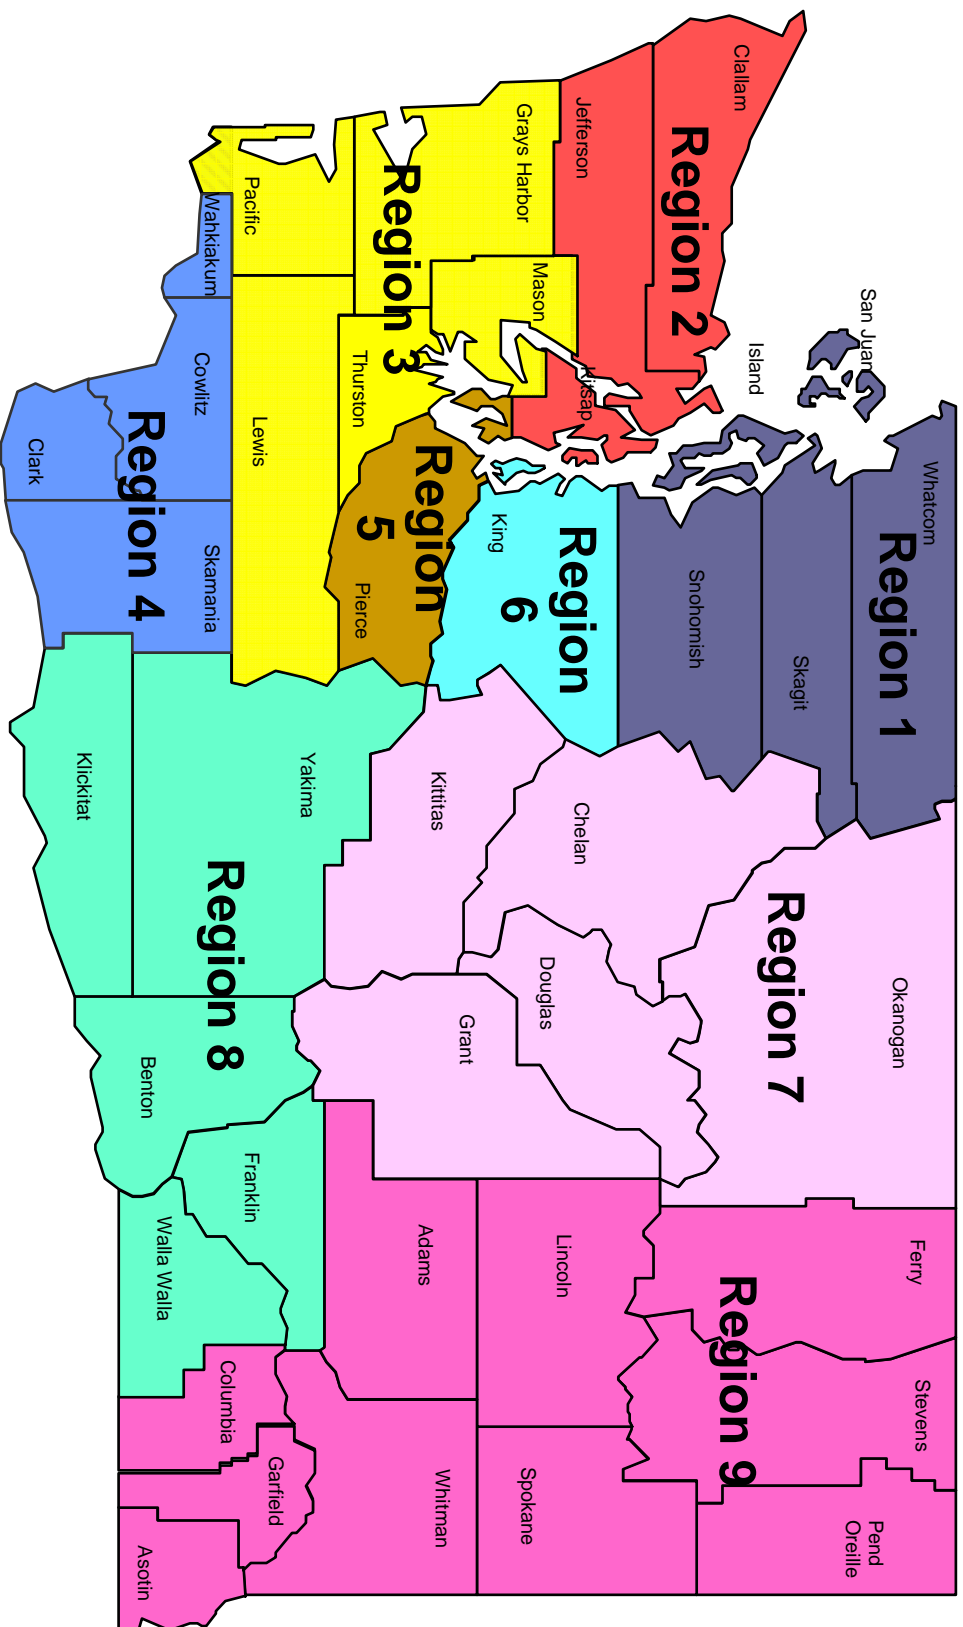 San Juan
Whatcom
Region 1
Skagit
Island
Snohomish
Clallam
Region 2
Jefferson
Kitsap
Grays Harbor
Mason
Region 3
Pacific
Thurston
Lewis
Wahkiakum
Cowlitz
Region 4
Clark
Skamania
Region
5
Pierce
Region
6
King
Okanogan
Region 7
Chelan
Douglas
Kittitas
Grant
Yakima
Region 8
Klickitat
Benton
Franklin
Walla Walla
Ferry
Stevens
Pend
Oreille
Region 9
Lincoln
Spokane
Adams
Whitman
Columbia
Garfield
Asotin